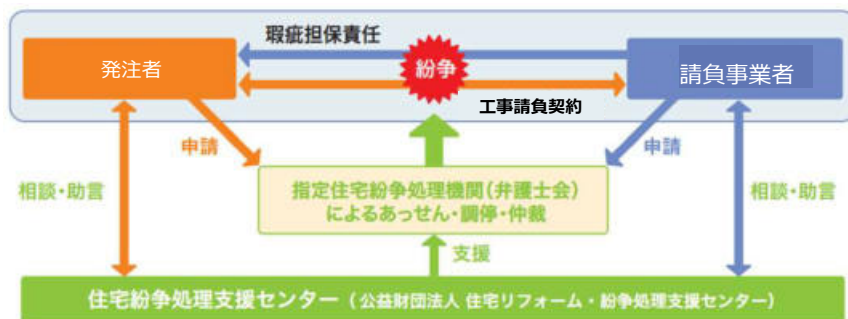 瑕疵担保責任
発注者
紛争
請負事業者
工事請負契約
申請
申請
相談・助言
指定住宅紛争処理機関(弁護士会)
によるあっせん・調停・仲裁
相談・助言
支援
住宅紛争処理支援センター(公益財団法人 住宅リフォーム・紛争処理支援センター)